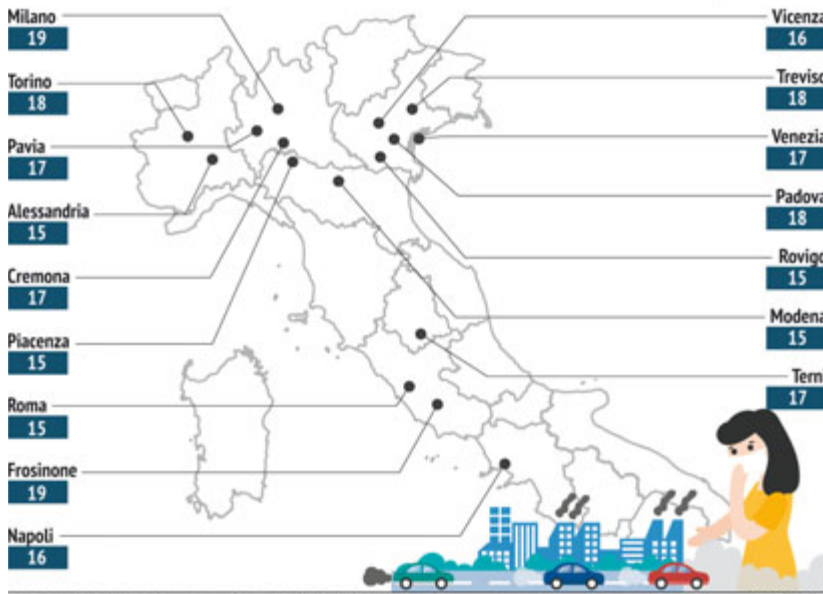 Milano
19
Torino
18
Pavia
17
Alessandria
15
Cremona
17
Piacenza
15
Roma
15
Frosinone
19
Napoli
16
Vicenza
16
Treviso
18
Venezia
17
Padova
18
Rovigo
15
Modena
15
Tern
17